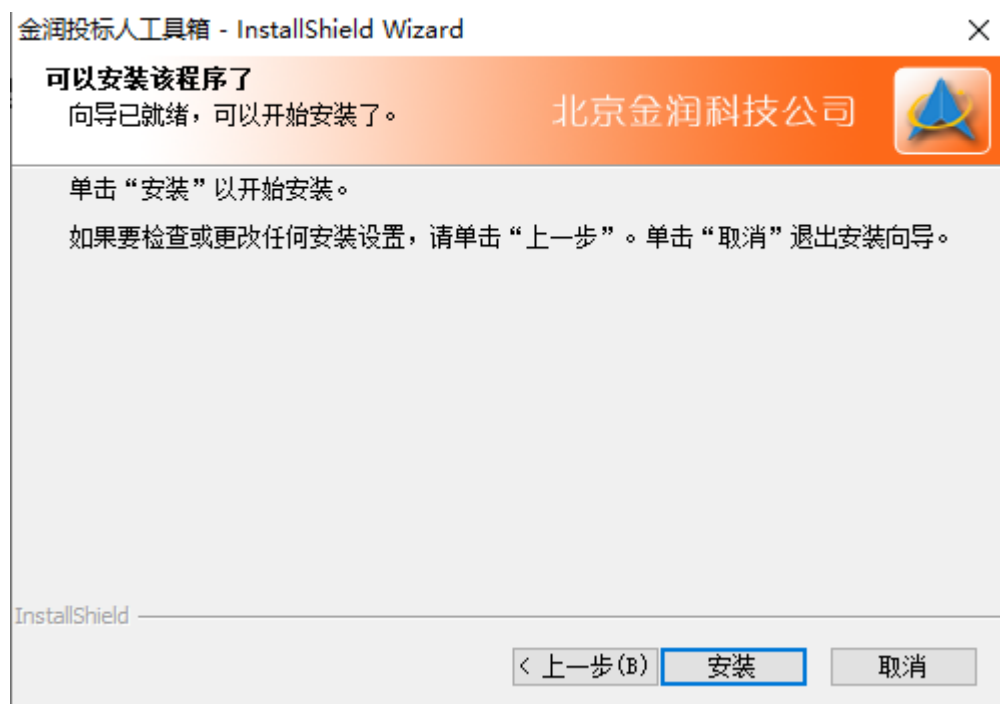 金润投标人工具箱 - InstallShield Wizard
可以安装该程序了
向导已就绪，可以开始安装了。
北京金润科技公司
单击“安装”以开始安装。
如果要检查或更改任何安装设置，请单击“上一步”。单击“取消”退出安装向导。
InstallShield
< 上一步(B)
安装
取消